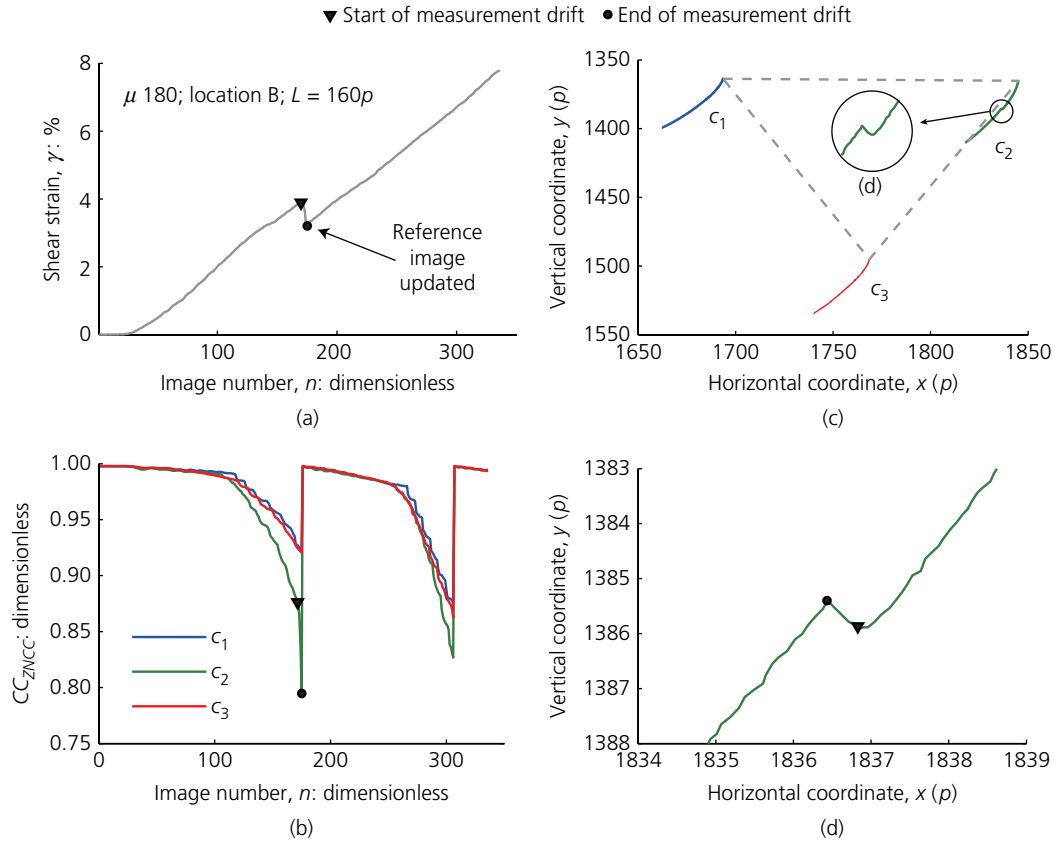 ▼ Start of measurement drift ● End of measurement drift
8
6
4
2
0
Shear strain, γ: %
μ 180; location B; L = 160p
Reference
image
updated
100
200
300
Image number, n: dimensionless
(a)
1350
1400
1450
1500
1550
Vertical coordinate, y (p)
c1
c2
c3
(d)
1650
1700
1750
1800
1850
Horizontal coordinate, x (p)
(c)
1.00
0.95
0.90
0.85
0.80
0.75
CCZNCC: dimensionless
c1
c2
c3
0
100
200
300
Image number, n: dimensionless
(b)
1383
1384
1385
1386
1387
1388
Vertical coordinate, y (p)
1834
1835
1836
1837
1838
1839
Horizontal coordinate, x (p)
(d)